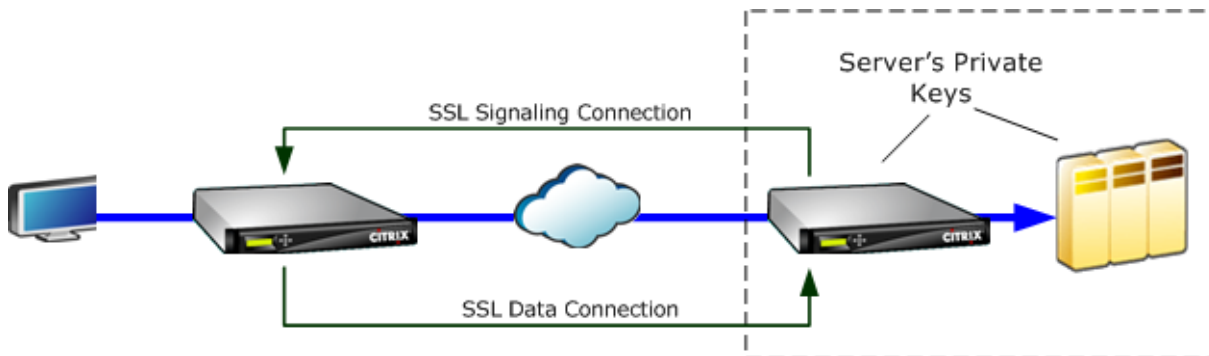 Server's Private
Keys
SSL Signaling Connection
CITRIX
CITRIX
SSL Data Connection